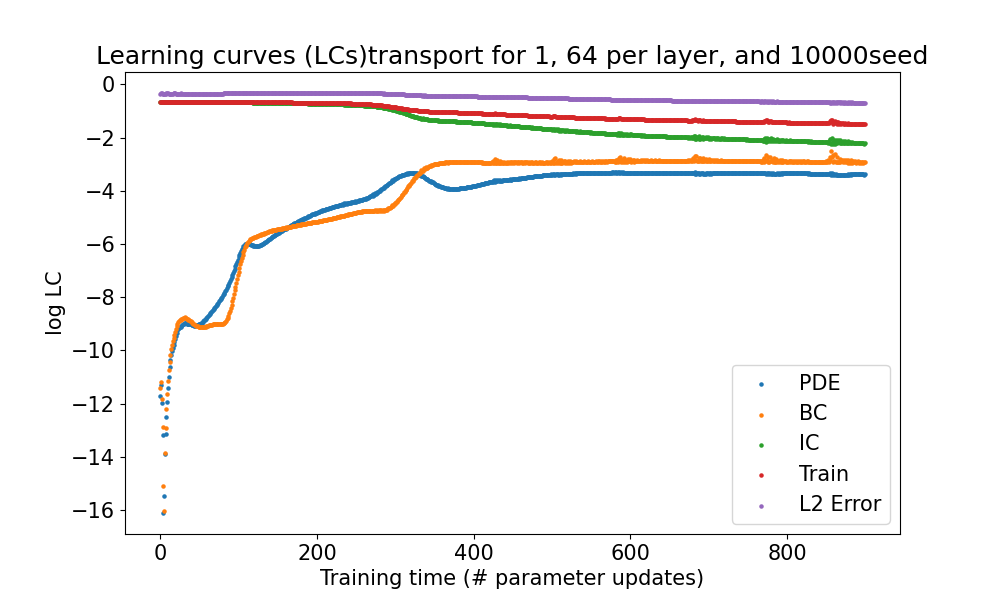 Learning curves (LCs)transport for 1, 64 per layer, and 10000seed
log LC
0
−2
−4
−6
−8
−10
−12
−14
−16
0 200 400 600 800
Training time (# parameter updates)
PDE
BC
IC
Train
L2 Error